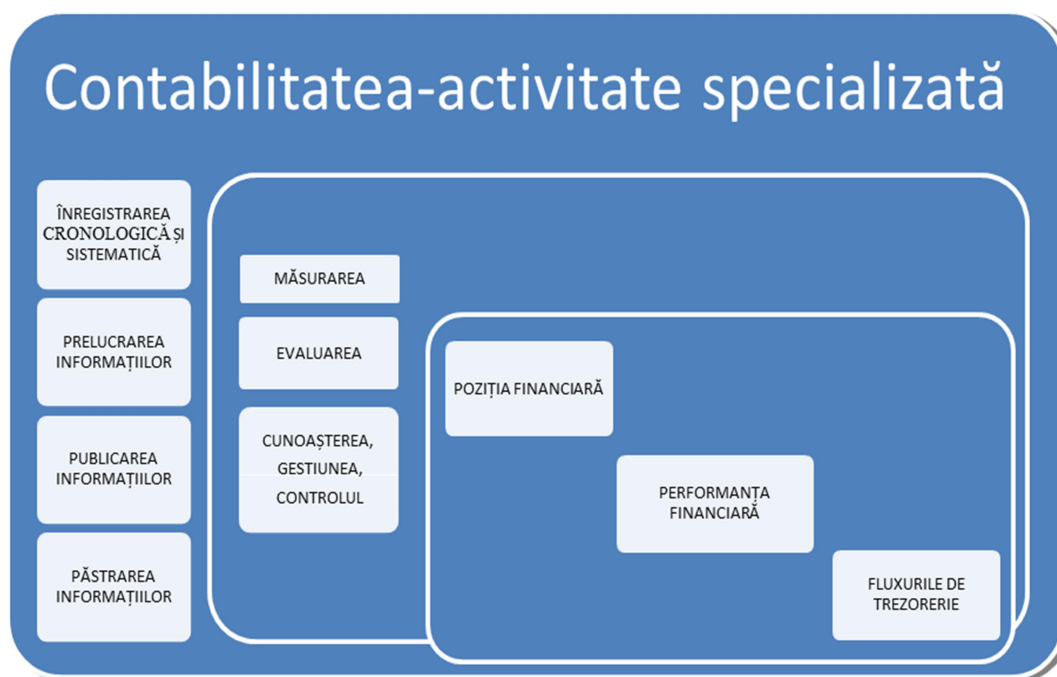 Contabilitatea-activitate specializată
ÎNREGISTRAREA
CRONOLOGICĂ ȘI
SISTEMATICĂ
PRELUCRAREA
INFORMAȚIILOR
PUBLICAREA
INFORMAȚIILOR
PĂSTRAREA
INFORMAȚIILOR
MĂSURAREA
EVALUAREA
CUNOAȘTEREA,
GESTIUNEA,
CONTROLUL
POZIȚIA FINANCIARĂ
PERFORMANȚA
FINANCIARĂ
FLUXURILE DE
TREZORERIE